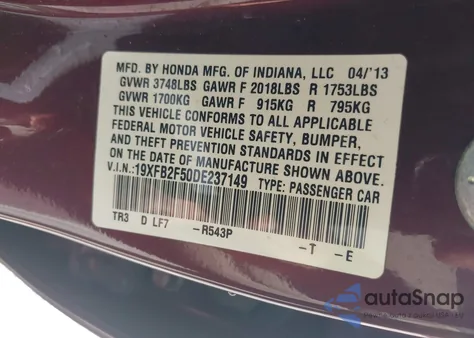 MFD. BY HONDA MFG. OF INDIANA, LLC 04/'13
GVWR 3748LBS GAWR F 2018LBS R 1753LBS
GVWR 1700KG GAWR F 915KG R 795KG
THIS VEHICLE CONFORMS TO ALL APPLICABLE
FEDERAL MOTOR VEHICLE SAFETY, BUMPER,
AND THEFT PREVENTION STANDARDS IN EFFECT
ON THE DATE OF MANUFACTURE SHOWN ABOVE.
V.I.N.:19XFB2F50DE237149 TYPE: PASSENGER CAR
TR3 D LF7 -R543P -T -E
autoSnap